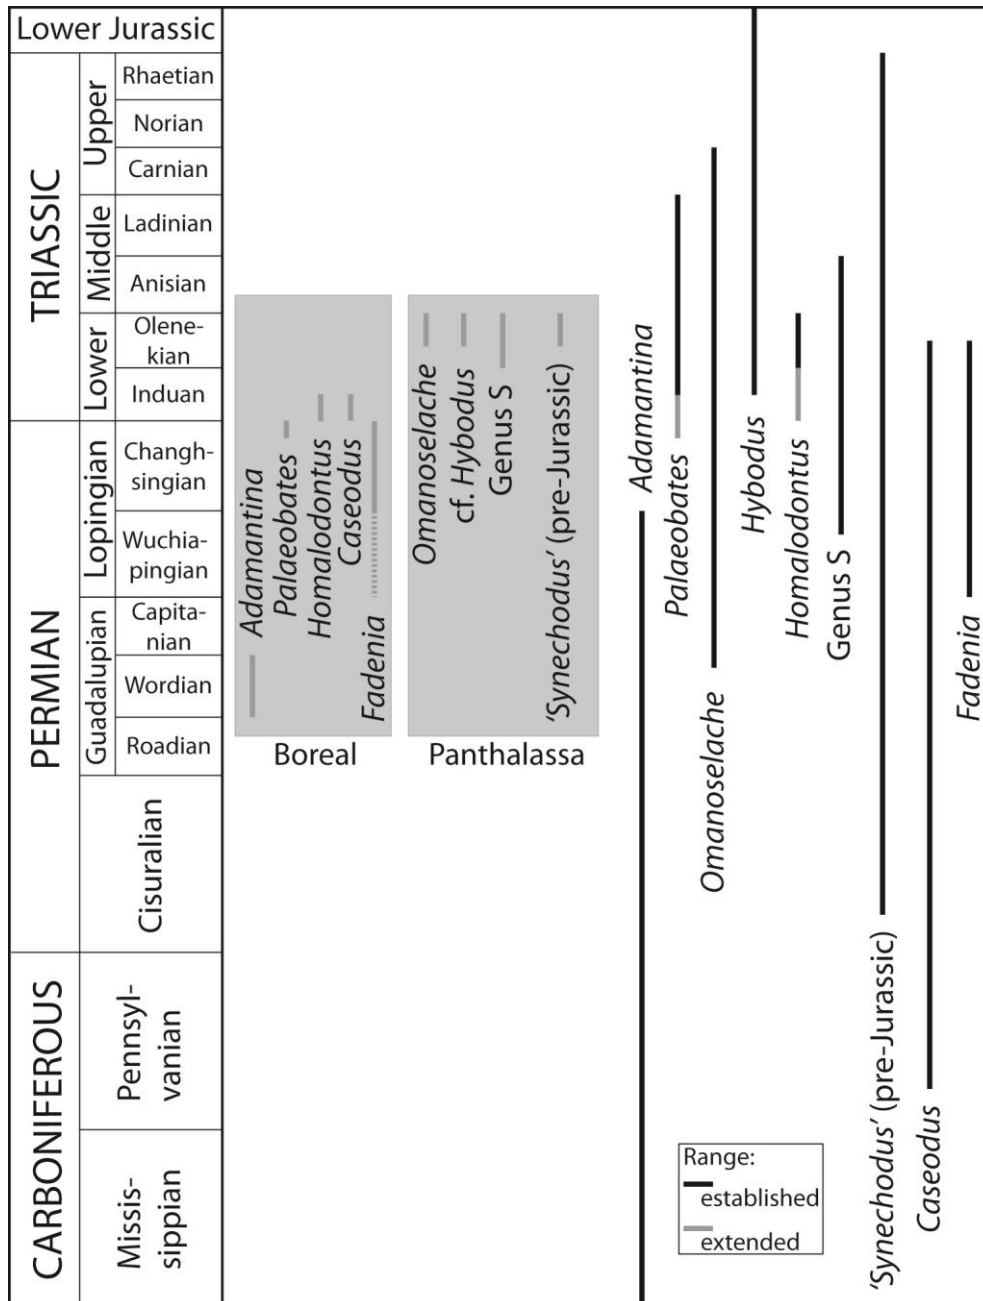 Lower Jurassic
TRIASSIC
Upper
Rhaetian
Norian
Carnian
Middle
Ladinian
Anisian
Lower
Olene-
kian
Induan
PERMIAN
Lopingian
Changh-
singian
Wuchia-
pingian
Guadalupian
Capita-
nian
Wordian
Roadian
Cisuralian
CARBONIFEROUS
Pennsyl-
vanian
Missis-
sippian
Adamantina
Palaeobates
Homalodontus
Caseodus
Fadenia
Boreal
Omanoselache
cf. Hybodus
Genus S
'Synechodus' (pre-Jurassic)
Panthalassa
Adamantina
Palaeobates
Omanoselache
Hybodus
Homalodontus
Genus S
'Synechodus' (pre-Jurassic)
Caseodus
Fadenia
Range:
established
extended